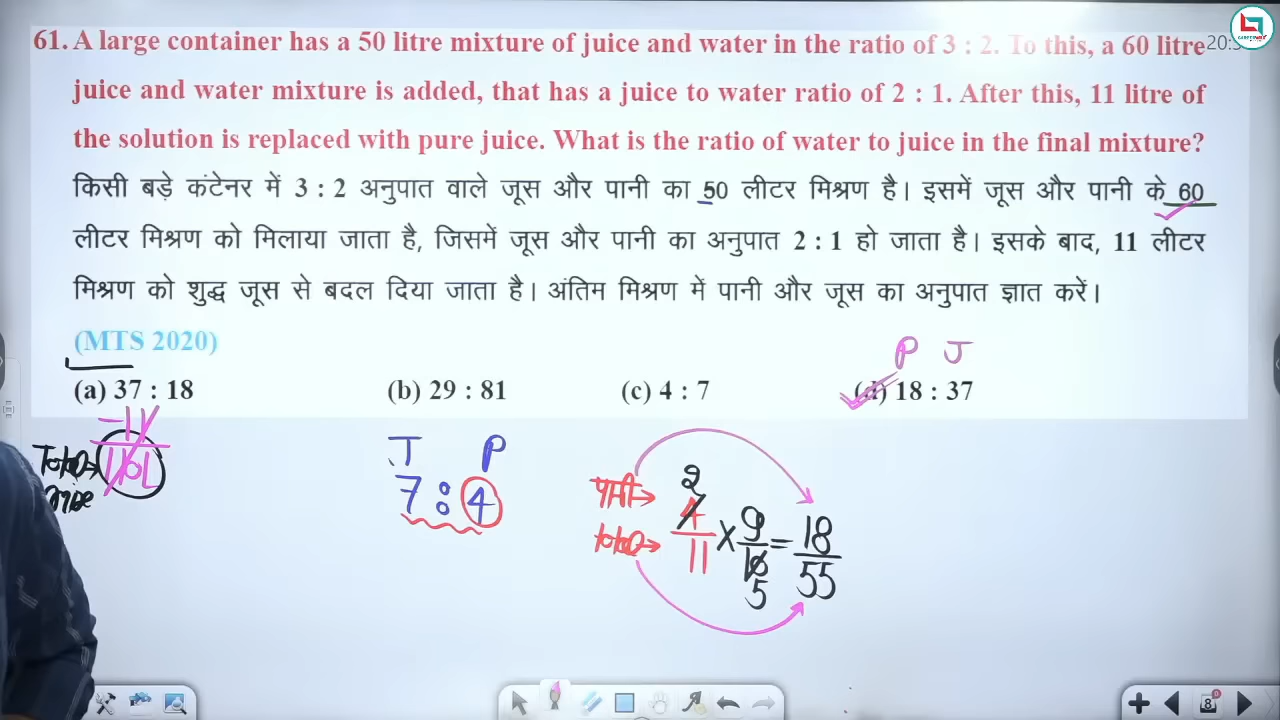 61. A large container has a 50 litre mixture of juice and water in the ratio of 3 : 2. To this, a 60 litre
juice and water mixture is added, that has a juice to water ratio of 2 : 1. After this, 11 litre of
the solution is replaced with pure juice. What is the ratio of water to juice in the final mixture?
किसी बड़े कंटेनर में 3 : 2 अनुपात वाले जूस और पानी का 50 लीटर मिश्रण है। इसमें जूस और पानी के 60
लीटर मिश्रण को मिलाया जाता है, जिसमें जूस और पानी का अनुपात 2 : 1 हो जाता है। इसके बाद, 11 लीटर
मिश्रण को शुद्ध जूस से बदल दिया जाता है। अंतिम मिश्रण में पानी और जूस का अनुपात ज्ञात करें।
(MTS 2020)
P J
(a) 37 : 18 (b) 29 : 81 (c) 4 : 7 (d) 18 : 37
J P
7 : 4
पानी → 4 2
Total → 11
× 9/10 5 = 18/55